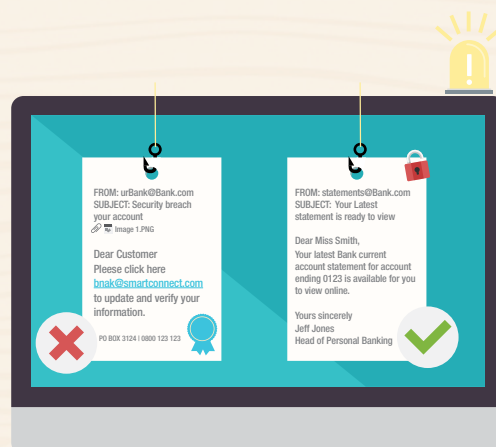 FROM: urBank@Bank.com
SUBJECT: Security breach
your account
Image 1.PNG
Dear Customer
Please click here
bnak@smartconnect.com
to update and verify your
information.
PO BOX 3124 | 0800 123 123
FROM: statements@Bank.com
SUBJECT: Your Latest
statement is ready to view
Dear Miss Smith,
Your latest Bank current
account statement for account
ending 0123 is available for you
to view online.
Yours sincerely
Jeff Jones
Head of Personal Banking